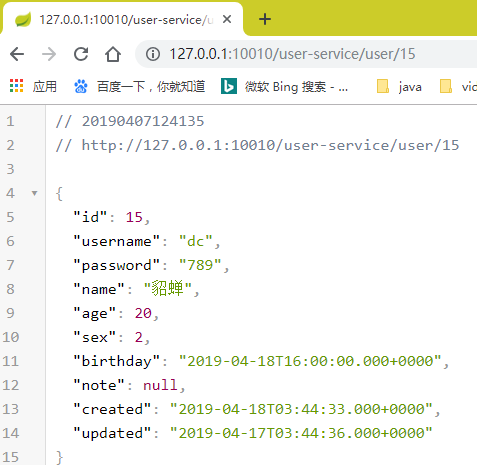 127.0.0.1:10010/user-service/u
127.0.0.1:10010/user-service/user/15
应用 百度一下，你就知道 微软 Bing 搜索 - ... java vic
1 // 20190407124135
2 // http://127.0.0.1:10010/user-service/user/15
3
4 {
5 "id": 15,
6 "username": "dc",
7 "password": "789",
8 "name": "貂蝉",
9 "age": 20,
10 "sex": 2,
11 "birthday": "2019-04-18T16:00:00.000+0000",
12 "note": null,
13 "created": "2019-04-18T03:44:33.000+0000",
14 "updated": "2019-04-17T03:44:36.000+0000"
15 }